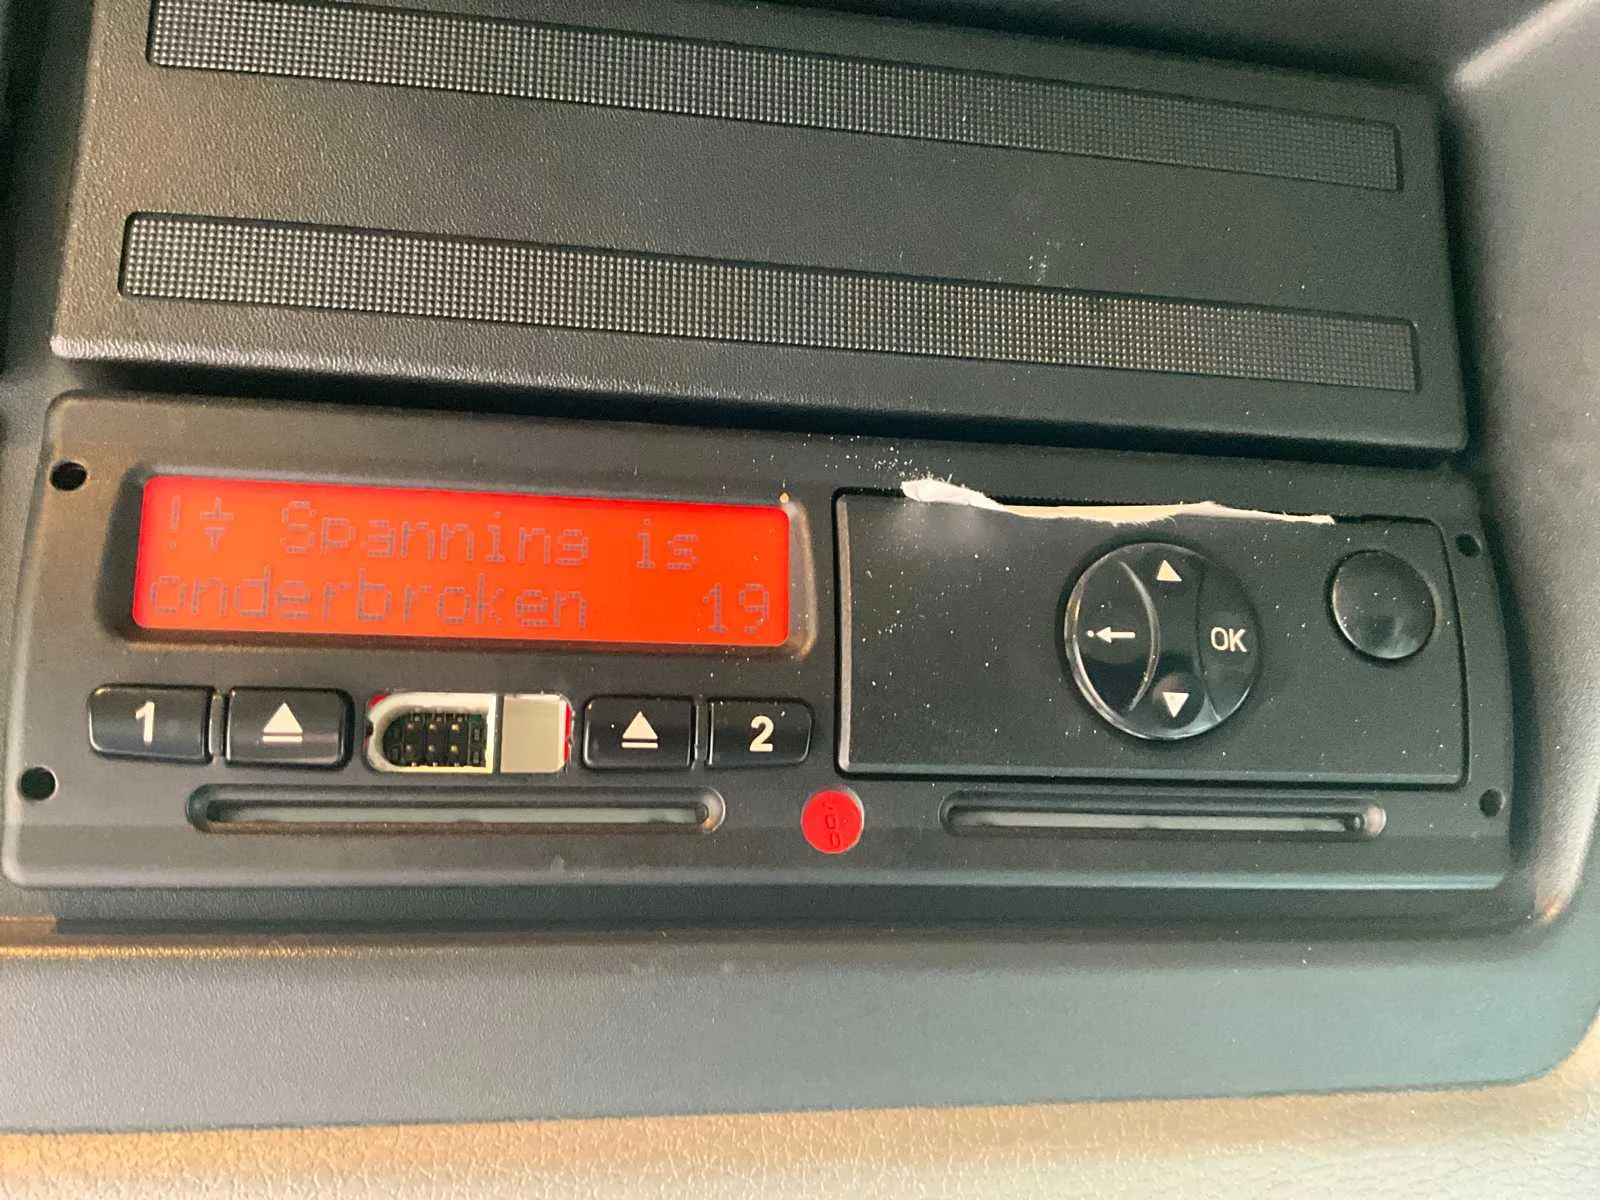 ! Spanning is
onderbroken 19
1
2
OK